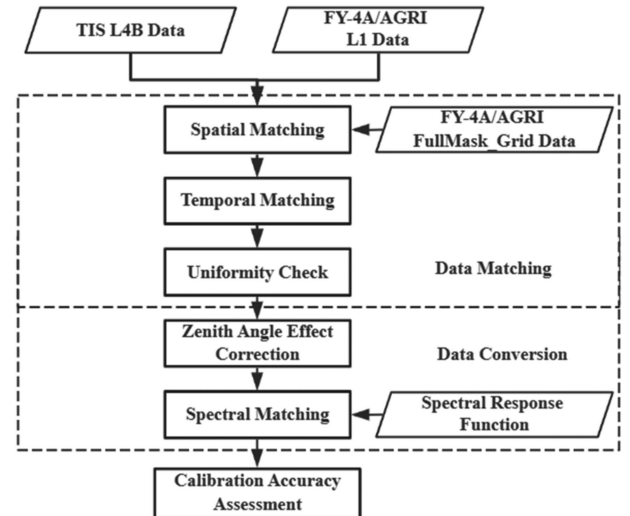 TIS L4B Data
FY-4A/AGRI
L1 Data
Spatial Matching
FY-4A/AGRI
FullMask_Grid Data
Temporal Matching
Uniformity Check
Data Matching
Zenith Angle Effect
Correction
Data Conversion
Spectral Matching
Spectral Response
Function
Calibration Accuracy
Assessment